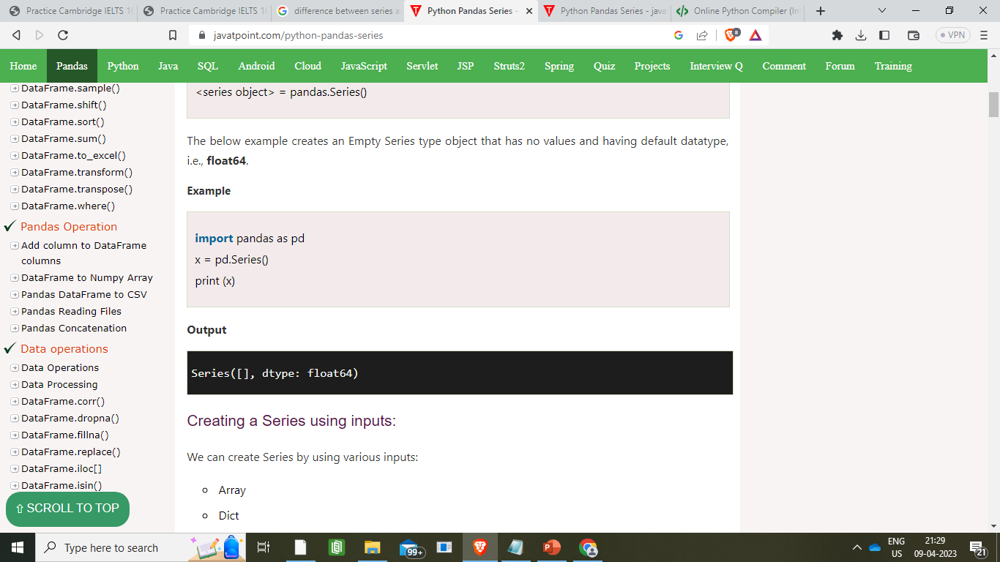 Practice Cambridge IELTS 16
Practice Cambridge IELTS 16
difference between series a
Python Pandas Series -
Python Pandas Series - java
Online Python Compiler (In
javatpoint.com/python-pandas-series
8
VPN
Home Pandas Python Java SQL Android Cloud JavaScript Servlet JSP Struts2 Spring Quiz Projects Interview Q Comment Forum Training
DataFrame.sample()
DataFrame.shift()
DataFrame.sort()
DataFrame.sum()
DataFrame.to_excel()
DataFrame.transform()
DataFrame.transpose()
DataFrame.where()
Pandas Operation
Add column to DataFrame
columns
DataFrame to Numpy Array
Pandas DataFrame to CSV
Pandas Reading Files
Pandas Concatenation
Data operations
Data Operations
Data Processing
DataFrame.corr()
DataFrame.dropna()
DataFrame.fillna()
DataFrame.replace()
DataFrame.iloc[]
DataFrame.isin()
⇧ SCROLL TO TOP
<series object> = pandas.Series()
The below example creates an Empty Series type object that has no values and having default datatype,
i.e., float64.
Example
import pandas as pd
x = pd.Series()
print (x)
Output
Series([], dtype: float64)
Creating a Series using inputs:
We can create Series by using various inputs:
Array
Dict
Type here to search
99+
ENG
US
21:29
09-04-2023
21